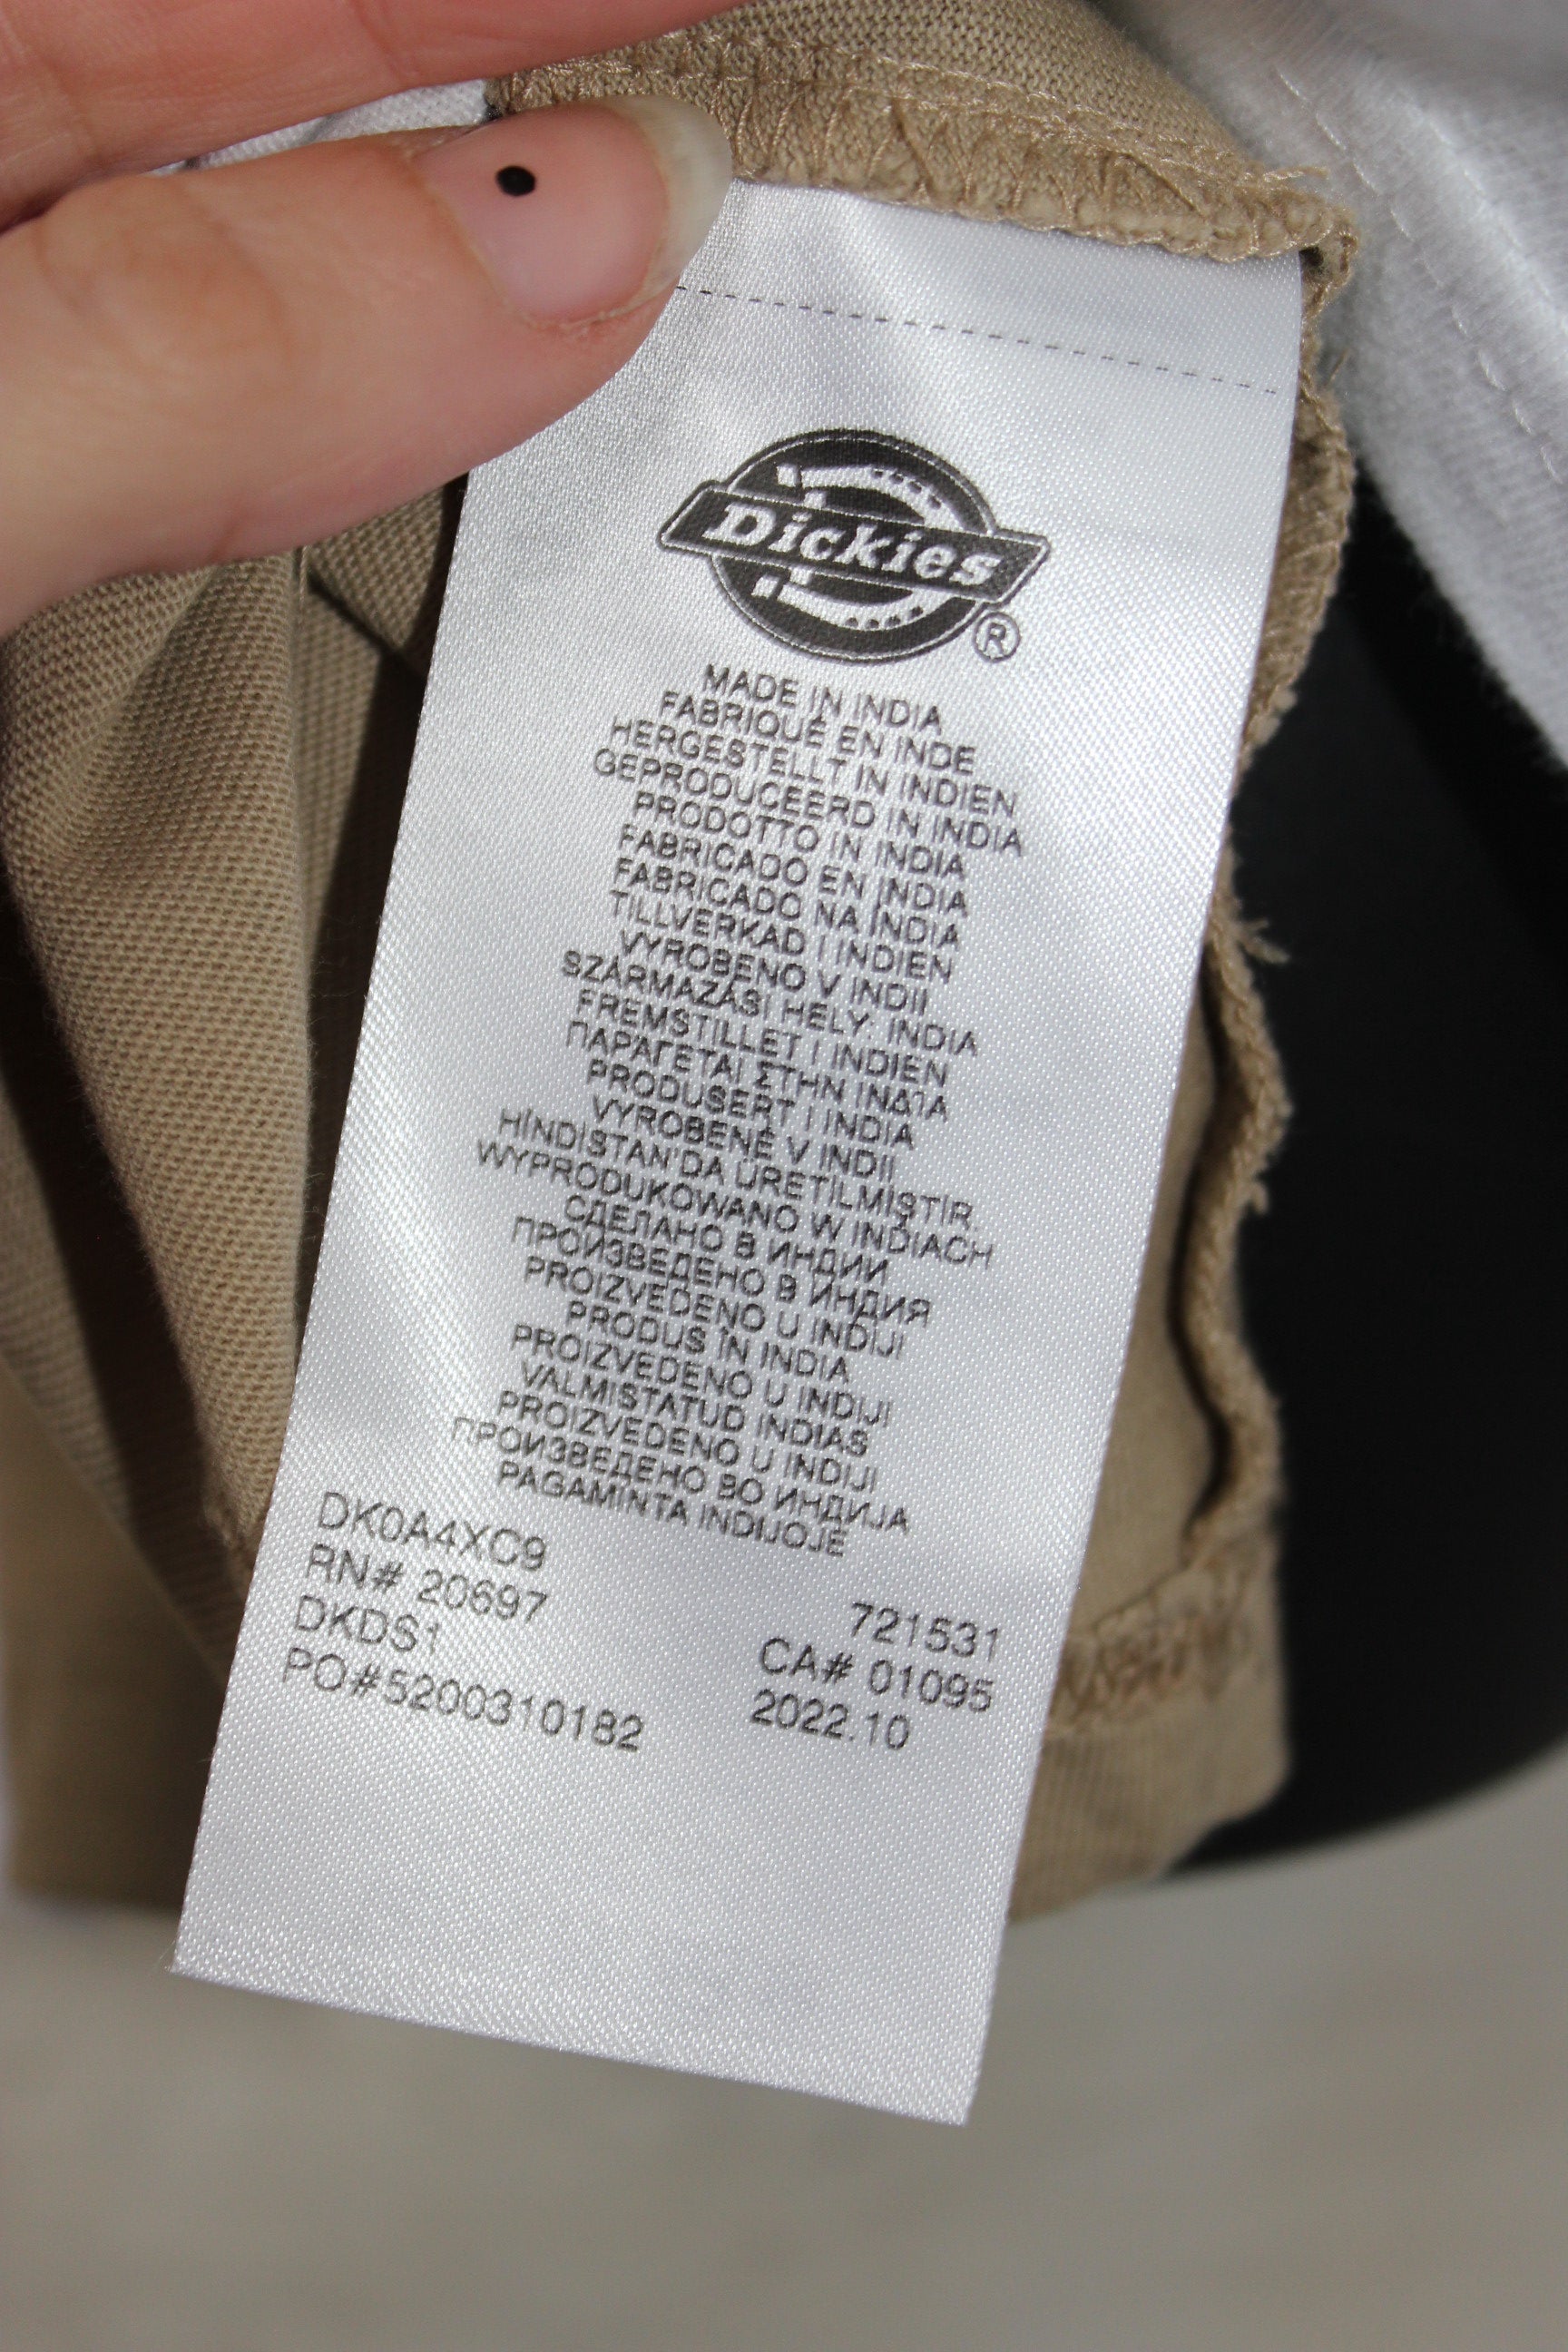 Dickies
®
MADE IN INDIA
FABRIQUÉ EN INDE
HERGESTELLT IN INDIEN
GEPRODUCEERD IN INDIA
PRODOTTO IN INDIA
FABRICADO EN INDIA
FABRICADO NA ÍNDIA
TILLVERKAD I INDIEN
VYROBENO V INDII
SZÁRMAZÁSI HELY: INDIA
FREMSTILLET I INDIEN
ΠΑΡΑΓΕΤΑΙ ΣΤΗΝ ΙΝΔΊΑ
PRODUSERT I INDIA
VYROBENÉ V INDII
HİNDİSTAN'DA ÜRETİLMİŞTİR
WYPRODUKOWANO W INDIACH
СДЕЛАНО В ИНДИИ
ПРОИЗВЕДЕНО В ИНДИЯ
PROIZVEDENO U INDIJI
PRODUS ÎN INDIA
PROIZVEDENO U INDIJI
VALMISTATUD INDIAS
PROIZVEDENO U INDIJI
ПРОИЗВЕДЕНО ВО ИНДИЈА
PAGAMINTA INDIJOJE
DK0A4XC9 721531
RN# 20697 CA# 01095
DKDS1 2022.10
PO#5200310182